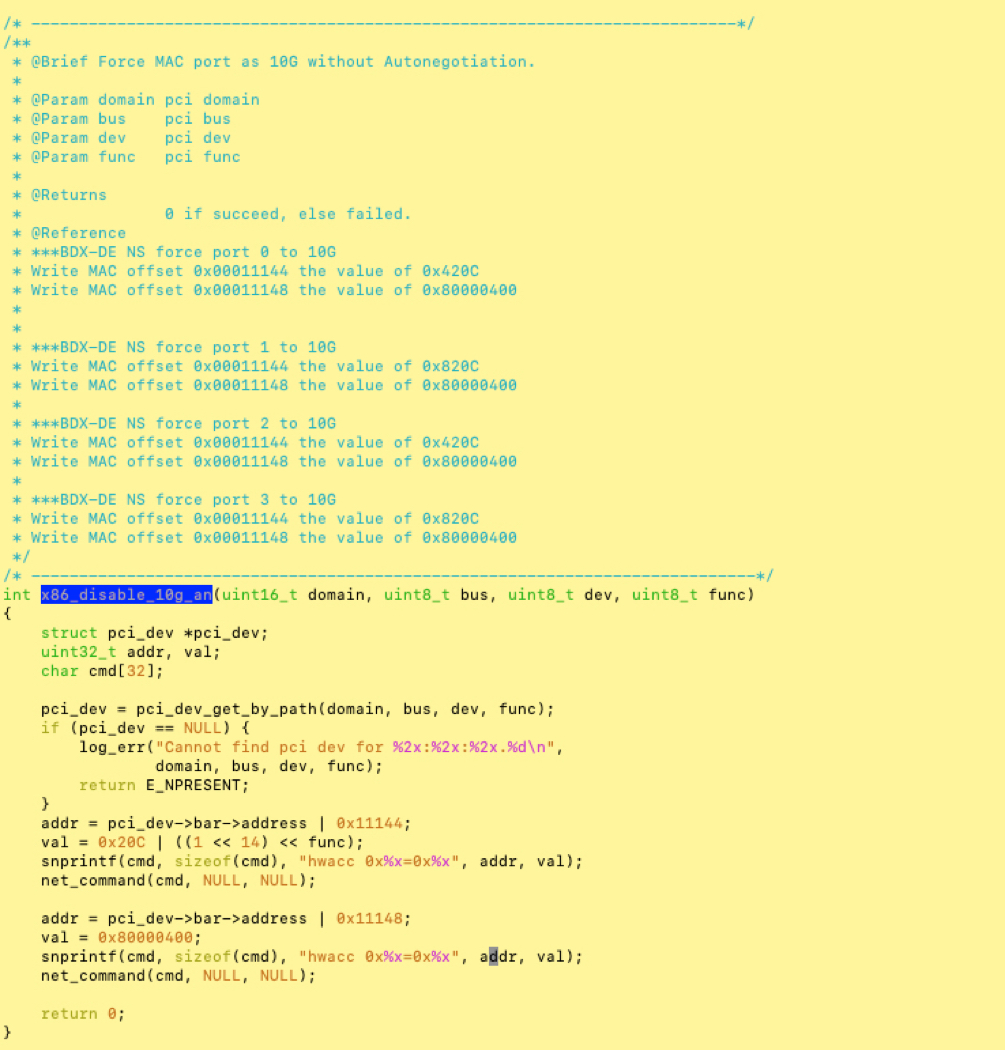 /* --------------------------------------------------------------------------*/
/**
 * @Brief Force MAC port as 10G without Autonegotiation.
 *
 * @Param domain pci domain
 * @Param bus    pci bus
 * @Param dev    pci dev
 * @Param func   pci func
 *
 * @Returns
 *               0 if succeed, else failed.
 * @Reference
 * ***BDX-DE NS force port 0 to 10G
 * Write MAC offset 0x00011144 the value of 0x420C
 * Write MAC offset 0x00011148 the value of 0x80000400
 *
 *
 * ***BDX-DE NS force port 1 to 10G
 * Write MAC offset 0x00011144 the value of 0x820C
 * Write MAC offset 0x00011148 the value of 0x80000400
 *
 * ***BDX-DE NS force port 2 to 10G
 * Write MAC offset 0x00011144 the value of 0x420C
 * Write MAC offset 0x00011148 the value of 0x80000400
 *
 * ***BDX-DE NS force port 3 to 10G
 * Write MAC offset 0x00011144 the value of 0x820C
 * Write MAC offset 0x00011148 the value of 0x80000400
 */
/* ----------------------------------------------------------------------------*/
int x86_disable_10g_an(uint16_t domain, uint8_t bus, uint8_t dev, uint8_t func)
{
    struct pci_dev *pci_dev;
    uint32_t addr, val;
    char cmd[32];

    pci_dev = pci_dev_get_by_path(domain, bus, dev, func);
    if (pci_dev == NULL) {
        log_err("Cannot find pci dev for %2x:%2x:%2x.%d\n",
                domain, bus, dev, func);
        return E_NPRESENT;
    }
    addr = pci_dev->bar->address | 0x11144;
    val = 0x20C | ((1 << 14) << func);
    snprintf(cmd, sizeof(cmd), "hwacc 0x%x=0x%x", addr, val);
    net_command(cmd, NULL, NULL);

    addr = pci_dev->bar->address | 0x11148;
    val = 0x80000400;
    snprintf(cmd, sizeof(cmd), "hwacc 0x%x=0x%x", addr, val);
    net_command(cmd, NULL, NULL);

    return 0;
}